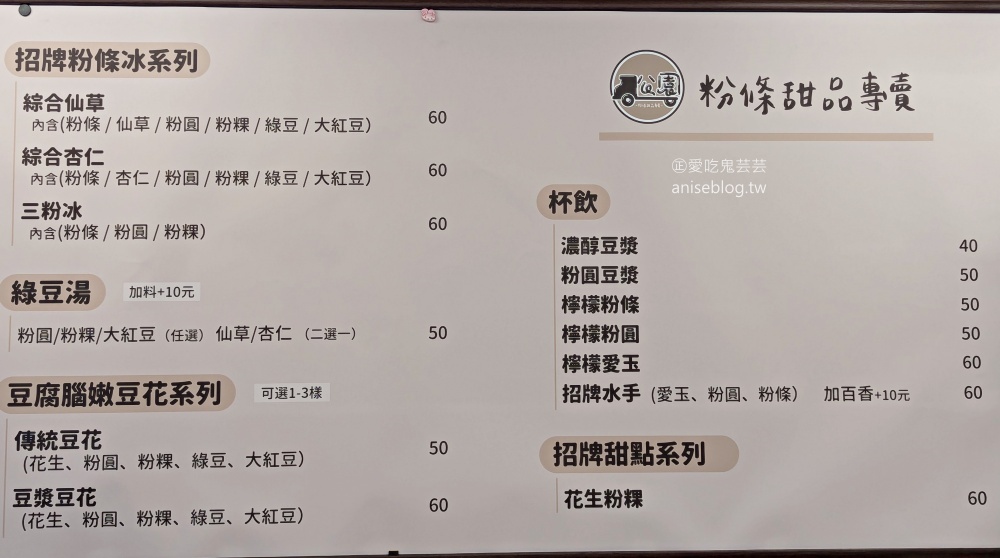 招牌粉條冰系列
綜合仙草
內含(粉條 / 仙草 / 粉圓 / 粉粿 / 綠豆 / 大紅豆) 60
綜合杏仁
內含(粉條 / 杏仁 / 粉圓 / 粉粿 / 綠豆 / 大紅豆) 60
三粉冰
內含(粉條 / 粉圓 / 粉粿) 60
綠豆湯 加料+10元
粉圓/粉粿/大紅豆 (任選) 仙草/杏仁 (二選一) 50
豆腐腦嫩豆花系列 可選1-3樣
傳統豆花
(花生、粉圓、粉粿、綠豆、大紅豆) 50
豆漿豆花
(花生、粉圓、粉粿、綠豆、大紅豆) 60
公園
粉條甜品專賣
㊣愛吃鬼芸芸
aniseblog.tw
杯飲
濃醇豆漿 40
粉圓豆漿 50
檸檬粉條 50
檸檬粉圓 50
檸檬愛玉 60
招牌水手 (愛玉、粉圓、粉條) 加百香+10元 60
招牌甜點系列
花生粉粿 60